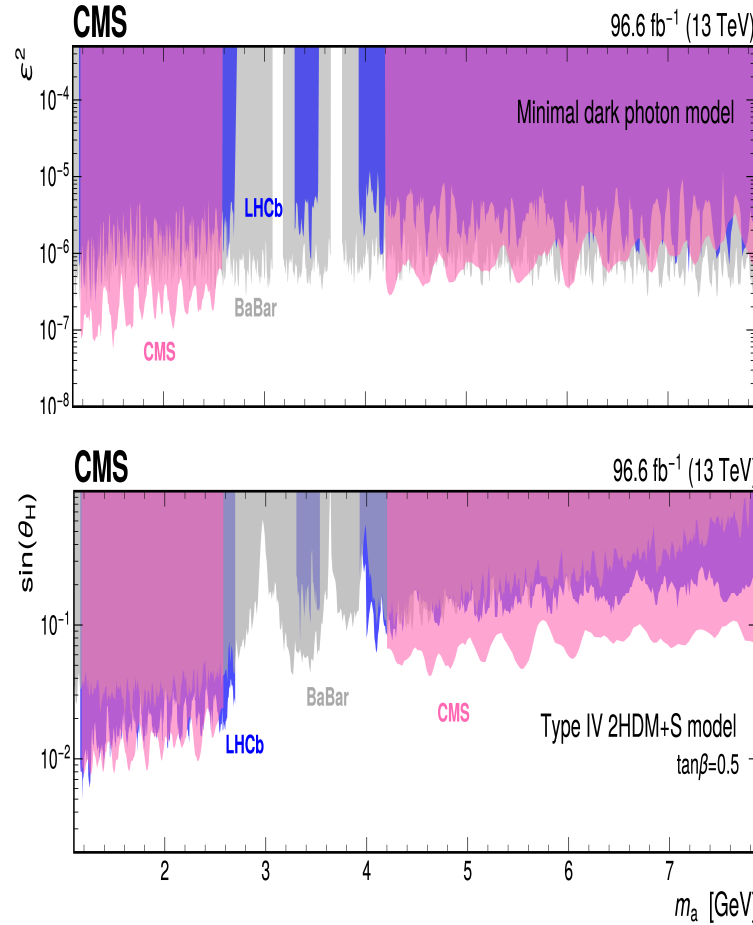 CMS 96.6 fb⁻¹ (13 TeV)
ε²
Minimal dark photon model
10⁻⁴
10⁻⁵
10⁻⁶
10⁻⁷
10⁻⁸
LHCb
BaBar
CMS
CMS 96.6 fb⁻¹ (13 TeV)
sin(θ_H)
10⁻¹
10⁻²
BaBar
CMS
LHCb
Type IV 2HDM+S model
tanβ=0.5
2 3 4 5 6 7
m_a [GeV]